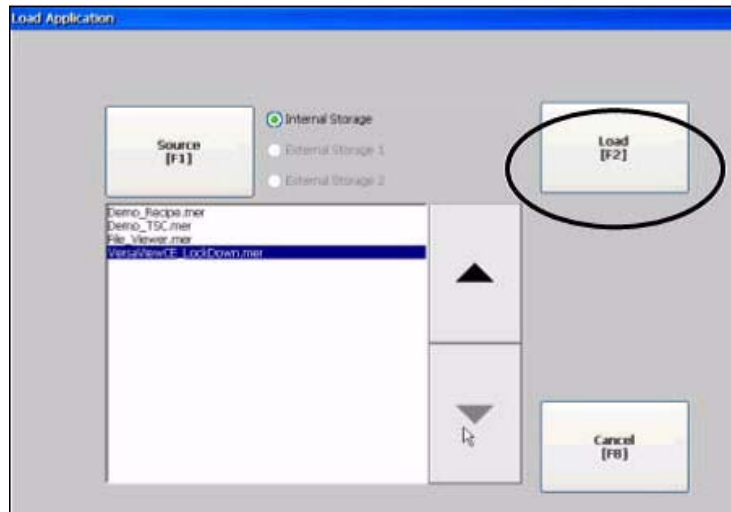 Load Application
Internal Storage
Source
[F1]
External Storage 1
External Storage 2
Load
[F2]
Demo_Recipe.mer
Demo_TSC.mer
File_Viewer.mer
VersaViewCE_LockDown.mer
Cancel
[F8]